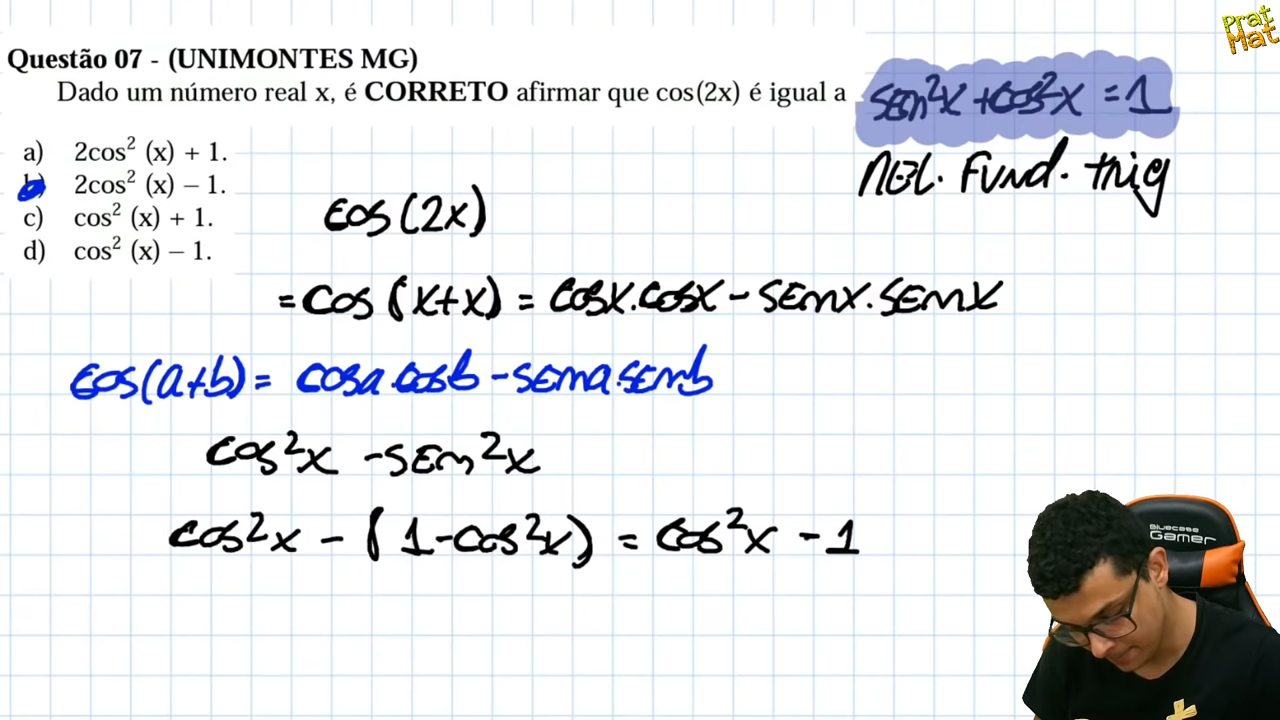 Prat
Mat
Questão 07 - (UNIMONTES MG)
Dado um número real x, é CORRETO afirmar que cos(2x) é igual a
a) 2cos² (x) + 1.
b) 2cos² (x) – 1.
c) cos² (x) + 1.
d) cos² (x) – 1.
sen²x + cos²x = 1
REL. FUND. trig
cos(2x)
= cos (x+x) = cosx.cosx - senx.senx
cos(a+b) = cosa.cosb - sena.senb
cos²x - sen²x
cos²x - (1-cos²x) = cos²x - 1
Bluecase
Gamer